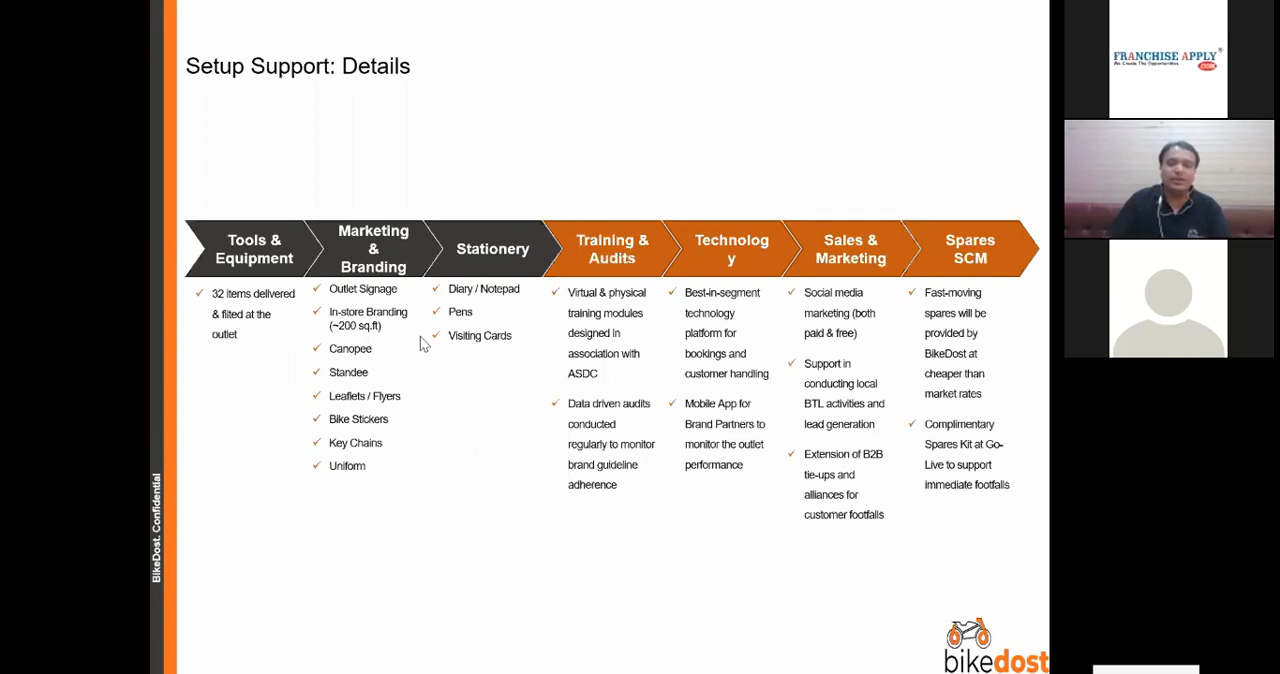 Setup Support: Details
Tools &
Equipment
32 items delivered
& fited at the
outlet
Marketing
&
Branding
Outlet Signage
In-store Branding
(~200 sq.ft)
Canopee
Standee
Leaflets / Flyers
Bike Stickers
Key Chains
Uniform
Stationery
Diary / Notepad
Pens
Visiting Cards
Training &
Audits
Virtual & physical
training modules
designed in
association with
ASDC
Data driven audits
conducted
regularly to monitor
brand guideline
adherence
Technolog
y
Best-in-segment
technology
platform for
bookings and
customer handling
Mobile App for
Brand Partners to
monitor the outlet
performance
Sales &
Marketing
Social media
marketing (both
paid & free)
Support in
conducting local
BTL activities and
lead generation
Extension of B2B
tie-ups and
alliances for
customer footfalls
Spares
SCM
Fast-moving
spares will be
provided by
BikeDost at
cheaper than
market rates
Complimentary
Spares Kit at Go-
Live to support
immediate footfalls
BikeDost. Confidential
bikedost
FRANCHISE APPLY®
We Create The Opportunities
.COM